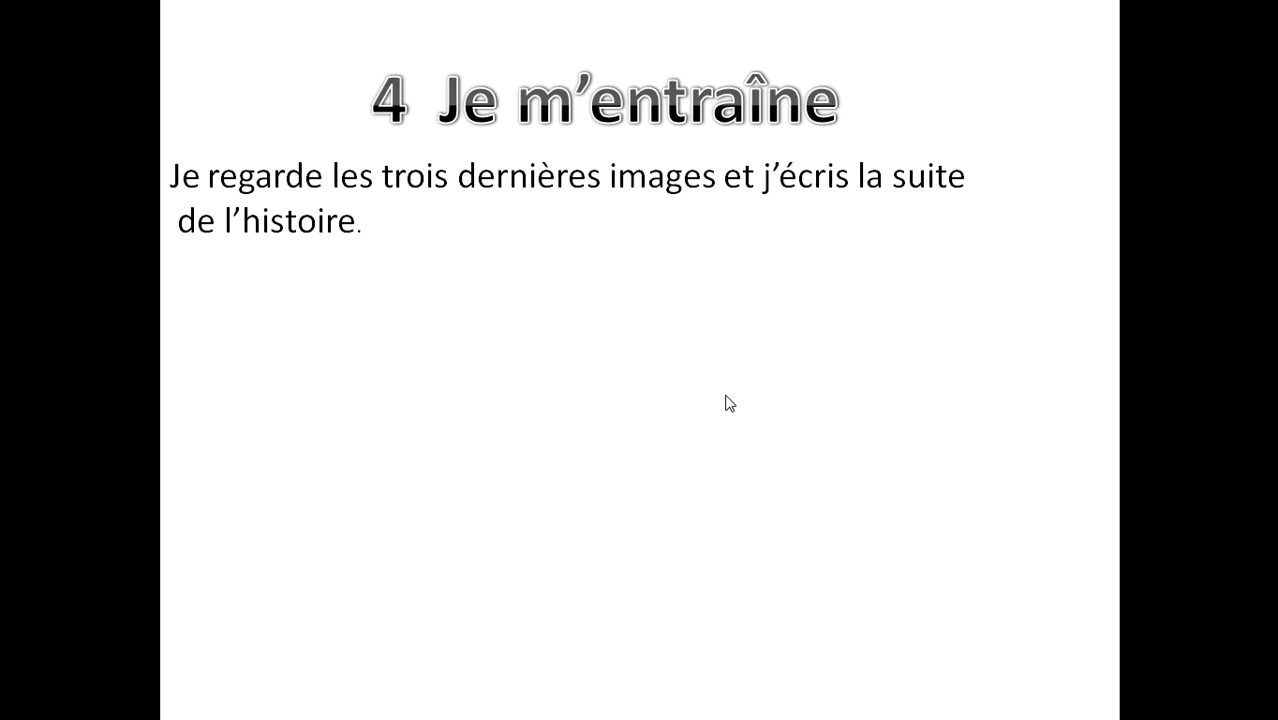 4 Je m’entraîne
Je regarde les trois dernières images et j’écris la suite
de l’histoire.